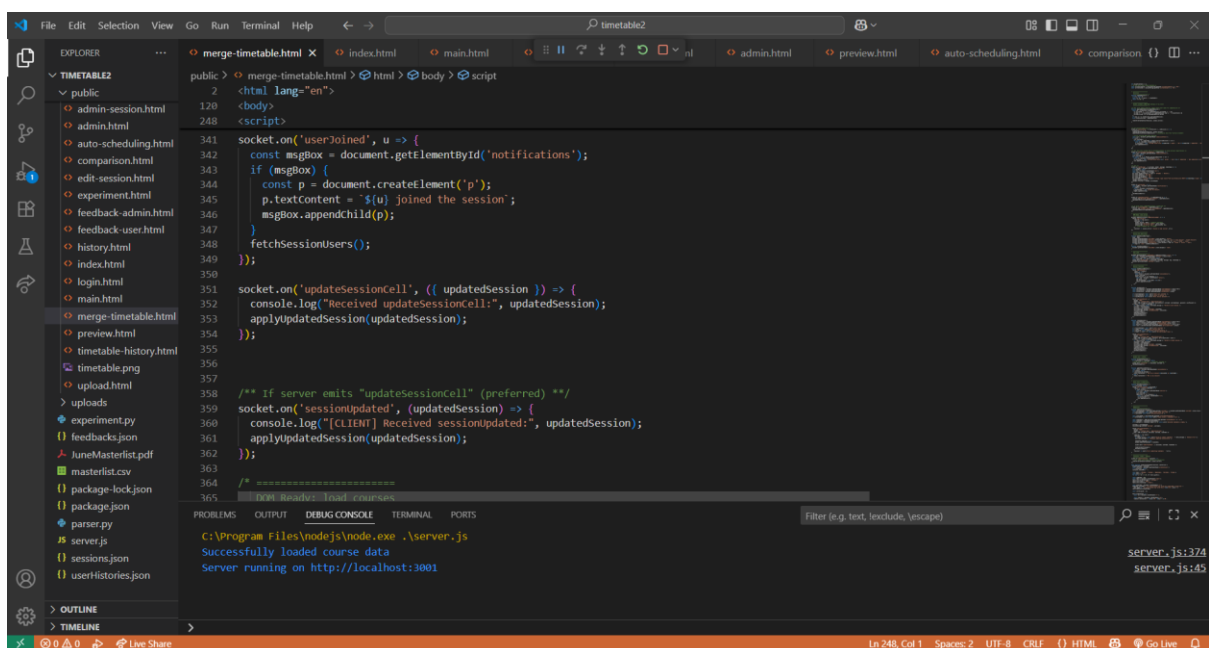 File Edit Selection View Go Run Terminal Help
timetable2
EXPLORER
merge-timetable.html
index.html
main.html
admin.html
preview.html
auto-scheduling.html
comparison
TIMETABLE2
public > merge-timetable.html > html > body > script
public
admin-session.html
admin.html
auto-scheduling.html
comparison.html
edit-session.html
experiment.html
feedback-admin.html
feedback-user.html
history.html
index.html
login.html
main.html
merge-timetable.html
preview.html
timetable-history.html
timetable.png
upload.html
uploads
experiment.py
feedbacks.json
JuneMasterlist.pdf
masterlist.csv
package-lock.json
package.json
parser.py
server.js
sessions.json
userHistories.json
OUTLINE
TIMELINE
2 <html lang="en">
120 <body>
248 <script>
341 socket.on('userJoined', u => {
342 const msgBox = document.getElementById('notifications');
343 if (msgBox) {
344 const p = document.createElement('p');
345 p.textContent = `${u} joined the session`;
346 msgBox.appendChild(p);
347 }
348 fetchSessionUsers();
349 });
350
351 socket.on('updateSessionCell', ({ updatedSession }) => {
352 console.log("Received updateSessionCell:", updatedSession);
353 applyUpdatedSession(updatedSession);
354 });
355
356
357
358 /** If server emits "updateSessionCell" (preferred) **/
359 socket.on('sessionUpdated', (updatedSession) => {
360 console.log("[CLIENT] Received sessionUpdated:", updatedSession);
361 applyUpdatedSession(updatedSession);
362 });
363
364 /* =======================
365 DOM Ready: load courses
PROBLEMS OUTPUT DEBUG CONSOLE TERMINAL PORTS
Filter (e.g. text, !exclude, \escape)
C:\Program Files\nodejs\node.exe .\server.js
Successfully loaded course data server.js:374
Server running on http://localhost:3001 server.js:45
0 0 Live Share
Ln 248, Col 1 Spaces: 2 UTF-8 CRLF {} HTML Go Live